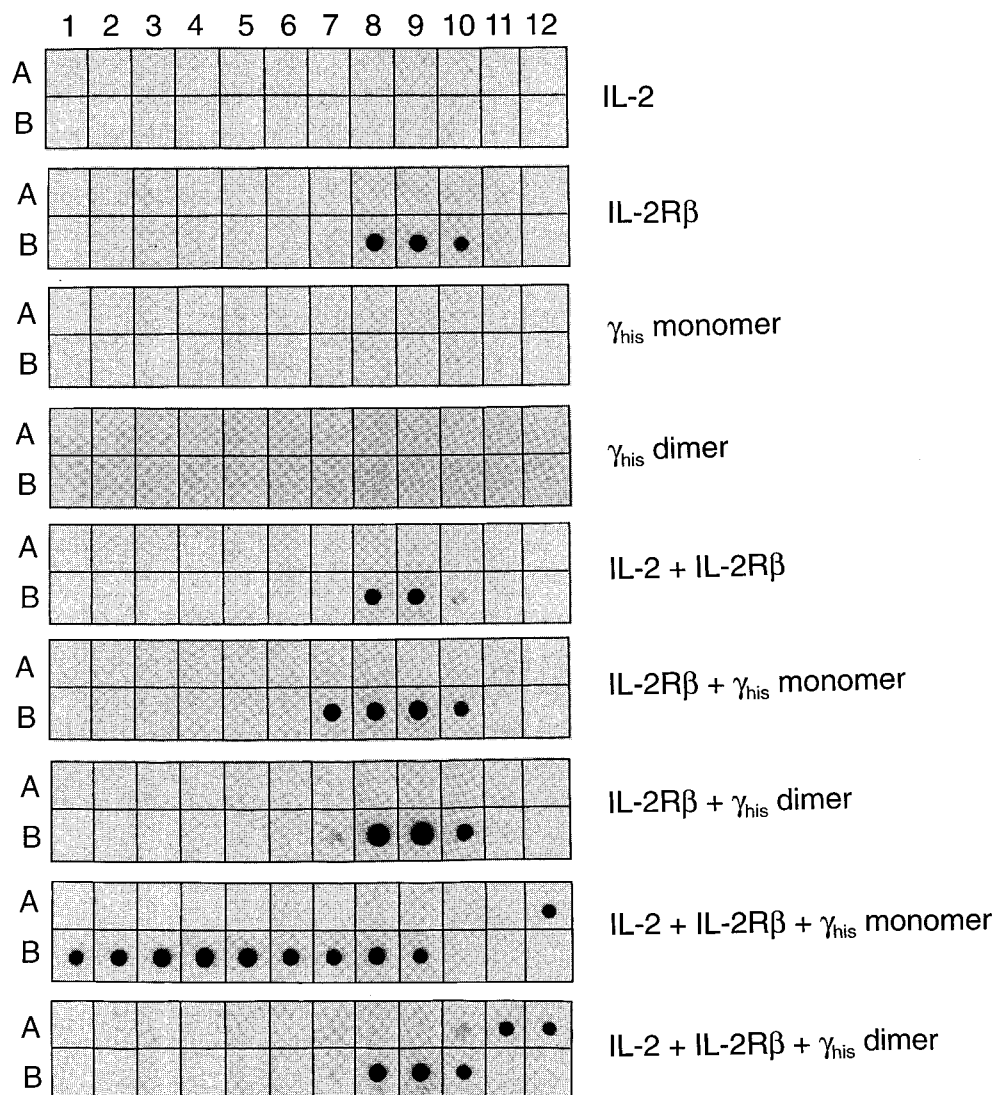 1 2 3 4 5 6 7 8 9 10 11 12
A
B
IL-2
A
B
IL-2Rβ
A
B
γhis monomer
A
B
γhis dimer
A
B
IL-2 + IL-2Rβ
A
B
IL-2Rβ + γhis monomer
A
B
IL-2Rβ + γhis dimer
A
B
IL-2 + IL-2Rβ + γhis monomer
A
B
IL-2 + IL-2Rβ + γhis dimer